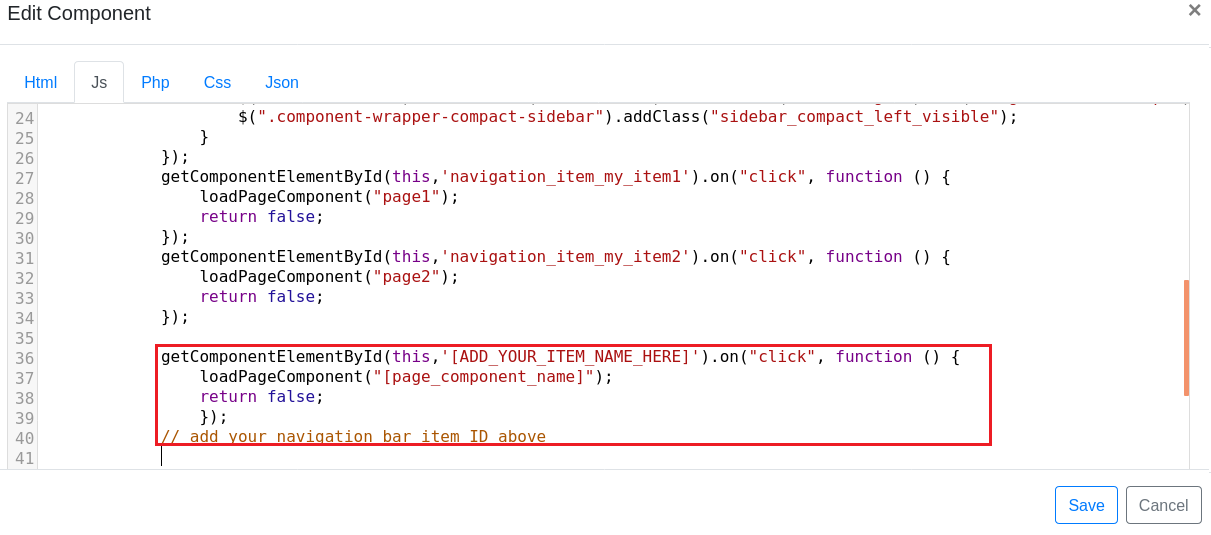 Edit Component
×
Html Js Php Css Json
24 $(".component-wrapper-compact-sidebar").addClass("sidebar_compact_left_visible");
25 }
26 });
27 getComponentElementById(this,'navigation_item_my_item1').on("click", function () {
28 loadPageComponent("page1");
29 return false;
30 });
31 getComponentElementById(this,'navigation_item_my_item2').on("click", function () {
32 loadPageComponent("page2");
33 return false;
34 });
35
36 getComponentElementById(this,'[ADD_YOUR_ITEM_NAME_HERE]').on("click", function () {
37 loadPageComponent("[page_component_name]");
38 return false;
39 });
40 // add your navigation bar item ID above
41
Save Cancel